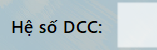 Hệ số DCC: